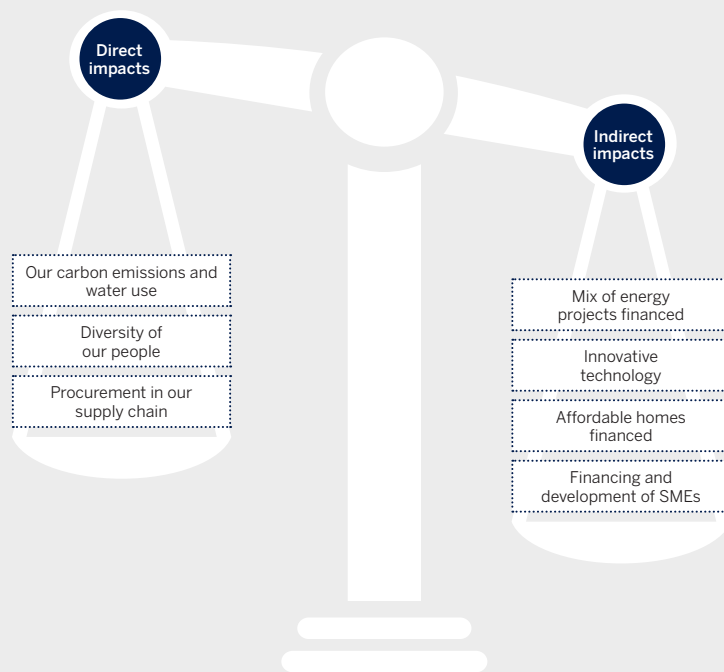 Direct
impacts
Our carbon emissions and
water use
Diversity of
our people
Procurement in our
supply chain
Indirect
impacts
Mix of energy
projects financed
Innovative
technology
Affordable homes
financed
Financing and
development of SMEs